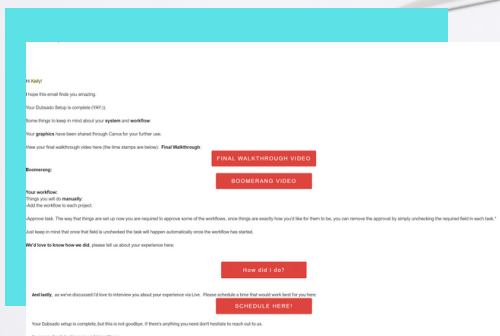 Hi Kelly!
I hope this email finds you amazing.
Your Dubsado Setup is complete (YAY:)).
Some things to keep in mind about your system and workflow:
Your graphics have been shared through Canva for your further use.
View your final walkthrough video here (the time stamps are below): Final Walkthrough
FINAL WALKTHROUGH VIDEO
Boomerang:
BOOMERANG VIDEO
Your workflow:
Things you will do manually:
-Add the workflow to each project.
-Approve task. The way that things are set up now you are required to approve some of the workflows, once things are exactly how you'd like for them to be, you can remove the approval by simply unchecking the required field in each task."
Just keep in mind that once that field is unchecked the task will happen automatically once the workflow has started.
We'd love to know how we did, please tell us about your experience here:
How did I do?
And lastly, as we've discussed I'd love to interview you about your experience via Live. Please schedule a time that would work best for you here:
SCHEDULE HERE!
Your Dubsado setup is complete, but this is not goodbye. If there's anything you need don't hesitate to reach out to us.